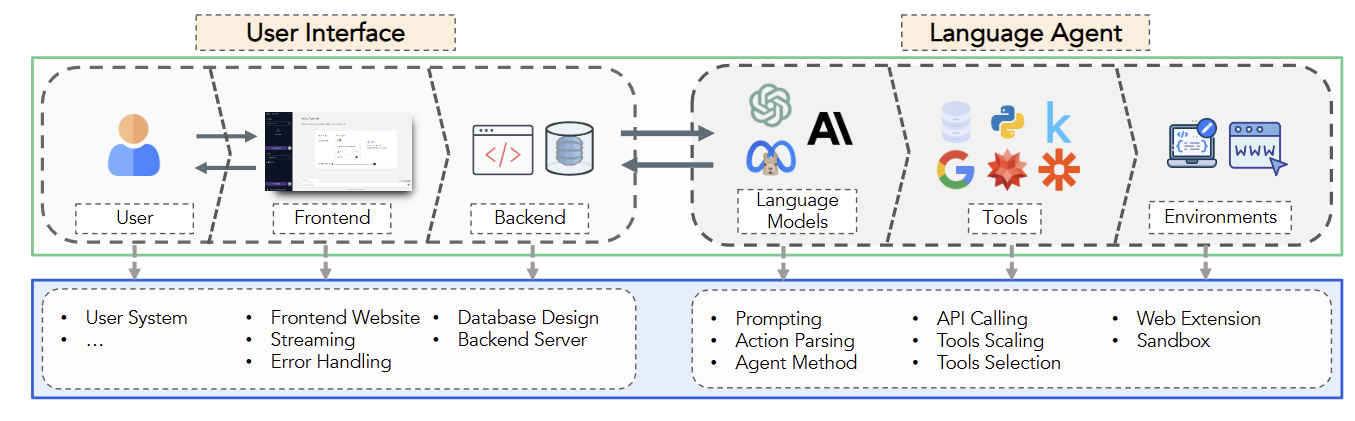 User Interface
Language Agent
User
Frontend
Backend
Language
Models
Tools
Environments
</>
WWW
• User System
• …
• Frontend Website
• Streaming
• Error Handling
• Database Design
• Backend Server
• Prompting
• Action Parsing
• Agent Method
• API Calling
• Tools Scaling
• Tools Selection
• Web Extension
• Sandbox